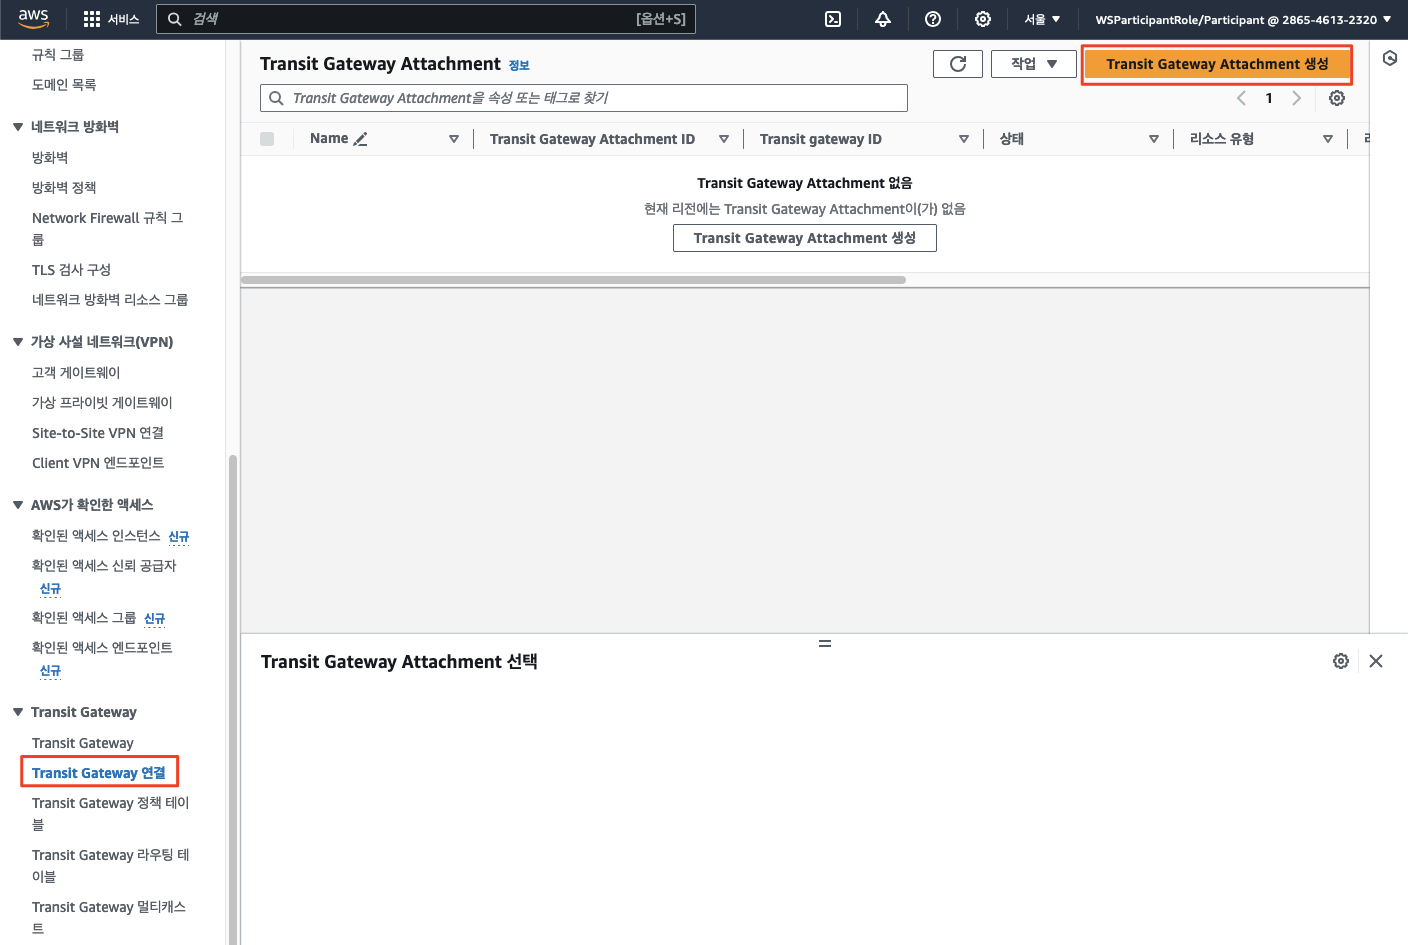 aws
서비스
검색
[옵션+S]
서울 ▼
WSParticipantRole/Participant @ 2865-4613-2320 ▼
규칙 그룹
도메인 목록
▼ 네트워크 방화벽
방화벽
방화벽 정책
Network Firewall 규칙 그
룹
TLS 검사 구성
네트워크 방화벽 리소스 그룹
▼ 가상 사설 네트워크(VPN)
고객 게이트웨이
가상 프라이빗 게이트웨이
Site-to-Site VPN 연결
Client VPN 엔드포인트
▼ AWS가 확인한 액세스
확인된 액세스 인스턴스 신규
확인된 액세스 신뢰 공급자
신규
확인된 액세스 그룹 신규
확인된 액세스 엔드포인트
신규
▼ Transit Gateway
Transit Gateway
Transit Gateway 연결
Transit Gateway 정책 테이
블
Transit Gateway 라우팅 테
이블
Transit Gateway 멀티캐스
트
Transit Gateway Attachment 정보
작업 ▼
Transit Gateway Attachment 생성
Transit Gateway Attachment을 속성 또는 태그로 찾기
1
Name
Transit Gateway Attachment ID
Transit gateway ID
상태
리소스 유형
Transit Gateway Attachment 없음
현재 리전에는 Transit Gateway Attachment이(가) 없음
Transit Gateway Attachment 생성
Transit Gateway Attachment 선택